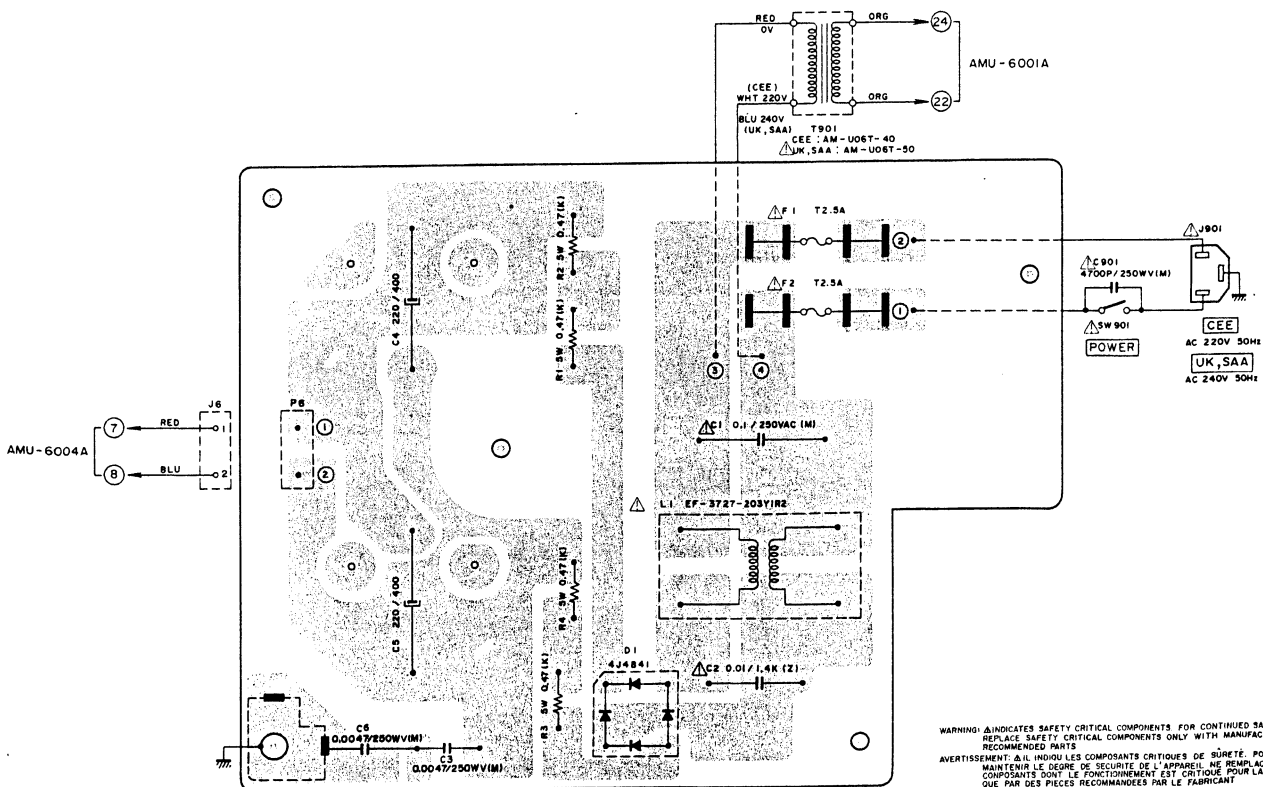 RED
0V
ORG
24
AMU-6001A
(CEE)
WHT 220V
ORG
22
BLU 240V
(UK, SAA)
T901
CEE : AM-U06T-40
⚠UK, SAA : AM-U06T-50
⚠F1 T2.5A
2
⚠J901
⚠C901
4700P/250WV(M)
⚠F2 T2.5A
1
⚠SW901
POWER
CEE
AC 220V 50Hz
UK, SAA
AC 240V 50Hz
C4 220/400
R2 5W 0.47(K)
R1 5W 0.47(K)
3
4
J6
P6
AMU-6004A
7
RED
1
1
8
BLU
2
2
⚠C1 0.1/250VAC (M)
⚠ L1 EF-3727-203Y1R2
C5 220/400
R4 5W 0.47(K)
R3 5W 0.47(K)
D1
4J4B41
⚠C2 0.01/1.4K (Z)
C6
0.0047/250WV(M)
C3
0.0047/250WV(M)
WARNING: ⚠INDICATES SAFETY CRITICAL COMPONENTS FOR CONTINUED SA
REPLACE SAFETY CRITICAL COMPONENTS ONLY WITH MANUFAC
RECOMMENDED PARTS
AVERTISSEMENT: ⚠IL INDIQU LES COMPOSANTS CRITIQUES DE SÛRETÉ. PO
MAINTENIR LE DEGRE DE SECURITE DE L'APPAREIL NE REMPLAC
CONPOSANTS DONT LE FONCTIONNEMENT EST CRITIQUE POUR LA
QUE PAR DES PIECES RECOMMANDEES PAR LE FABRICANT